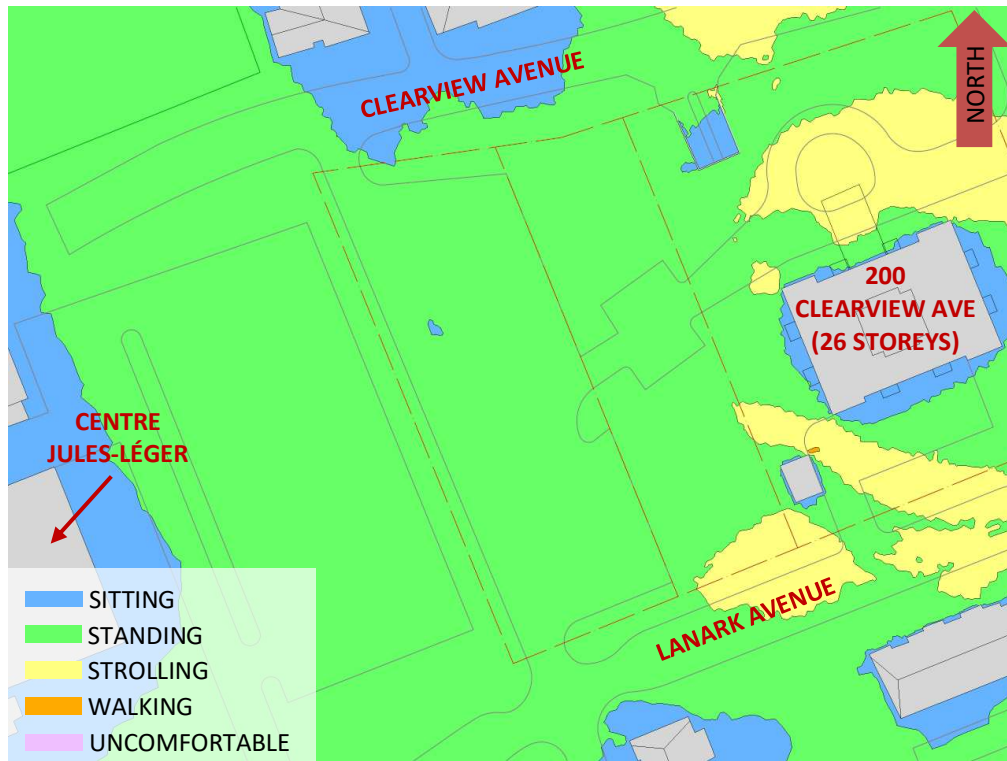 CLEARVIEW AVENUE
NORTH
200
CLEARVIEW AVE
(26 STOREYS)
CENTRE
JULES-LÉGER
LANARK AVENUE
SITTING
STANDING
STROLLING
WALKING
UNCOMFORTABLE